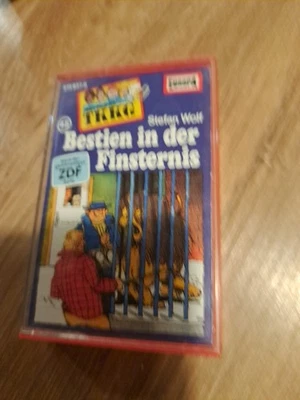 EUROPA
TKKG
Stefan Wolf
Bestien in der
Finsternis
ZDF